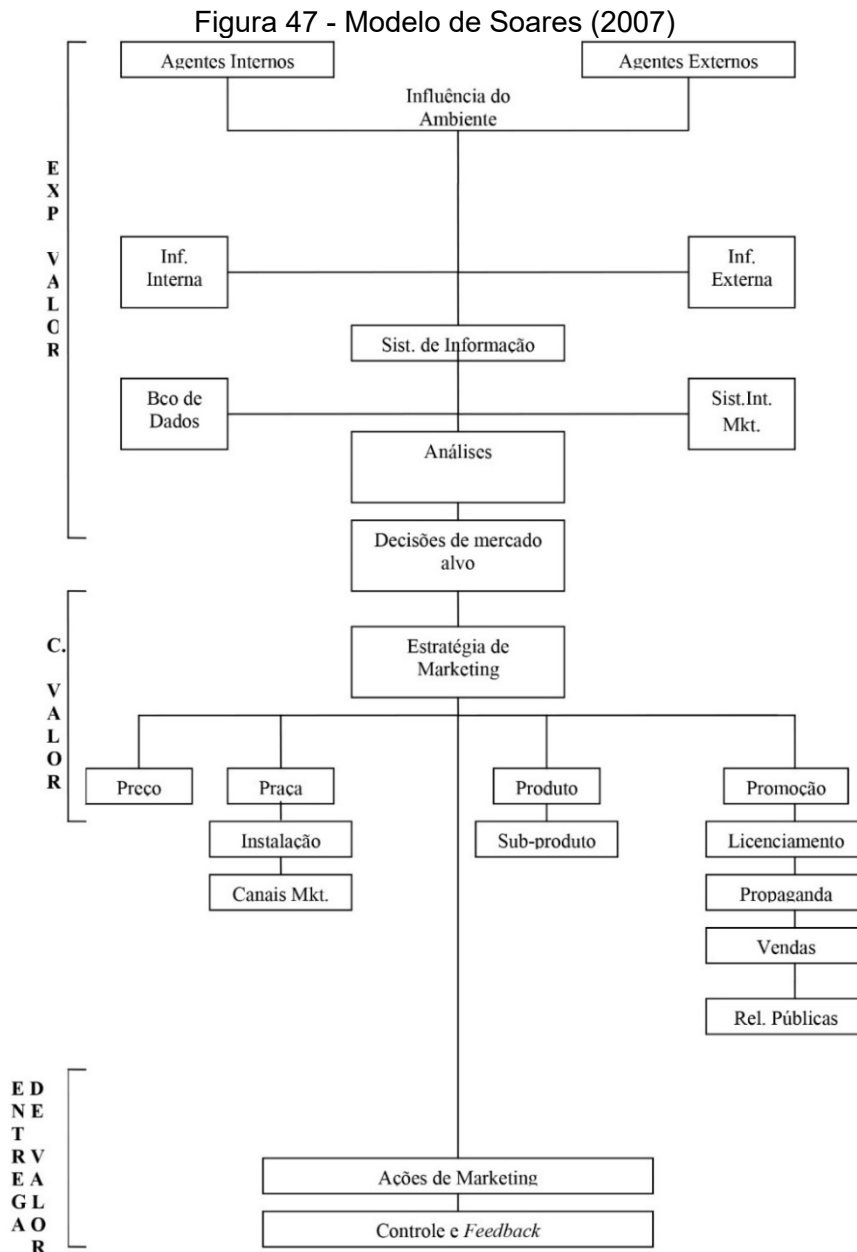 Figura 47 - Modelo de Soares (2007)
Agentes Internos
Agentes Externos
Influência do
Ambiente
EXP VALOR
Inf.
Interna
Inf.
Externa
Sist. de Informação
Bco de
Dados
Sist.Int.
Mkt.
Análises
Decisões de mercado
alvo
C. VALOR
Estratégia de
Marketing
Preço
Praça
Produto
Promoção
Instalação
Sub-produto
Licenciamento
Canais Mkt.
Propaganda
Vendas
Rel. Públicas
ENTREGA
DE VALOR
Ações de Marketing
Controle e Feedback